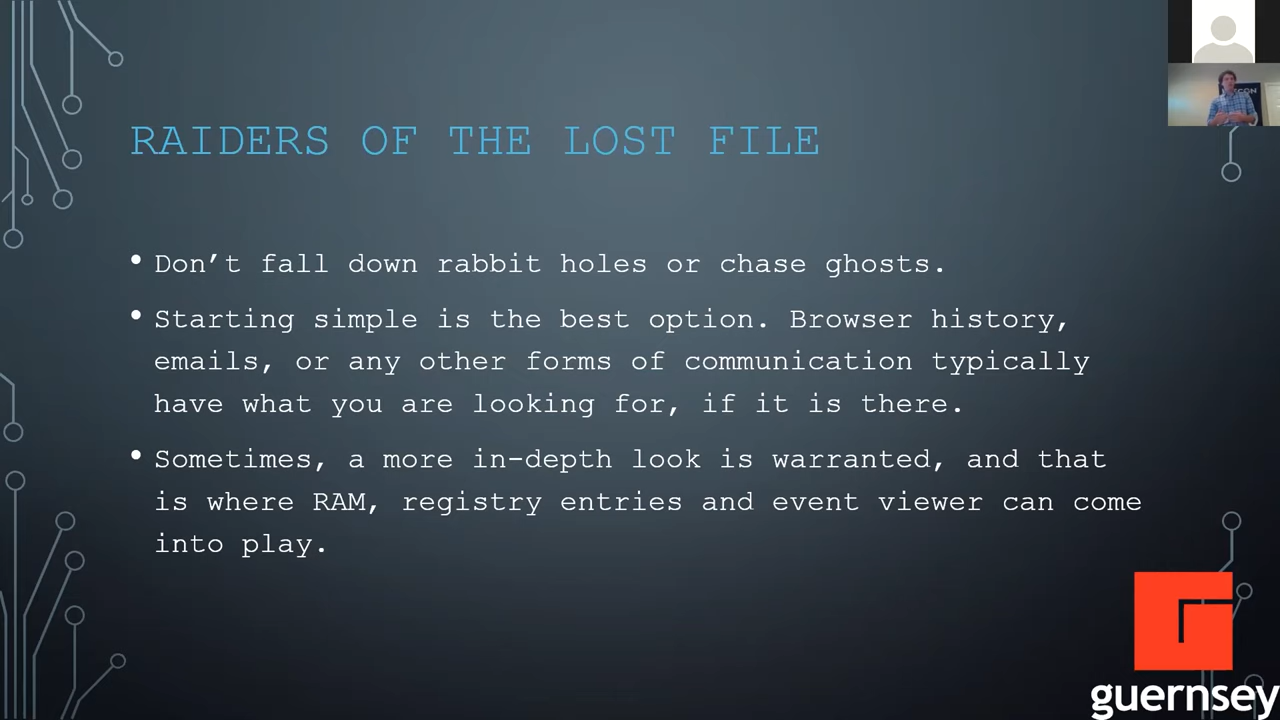 RAIDERS OF THE LOST FILE
• Don’t fall down rabbit holes or chase ghosts.
• Starting simple is the best option. Browser history,
emails, or any other forms of communication typically
have what you are looking for, if it is there.
• Sometimes, a more in-depth look is warranted, and that
is where RAM, registry entries and event viewer can come
into play.
guernsey